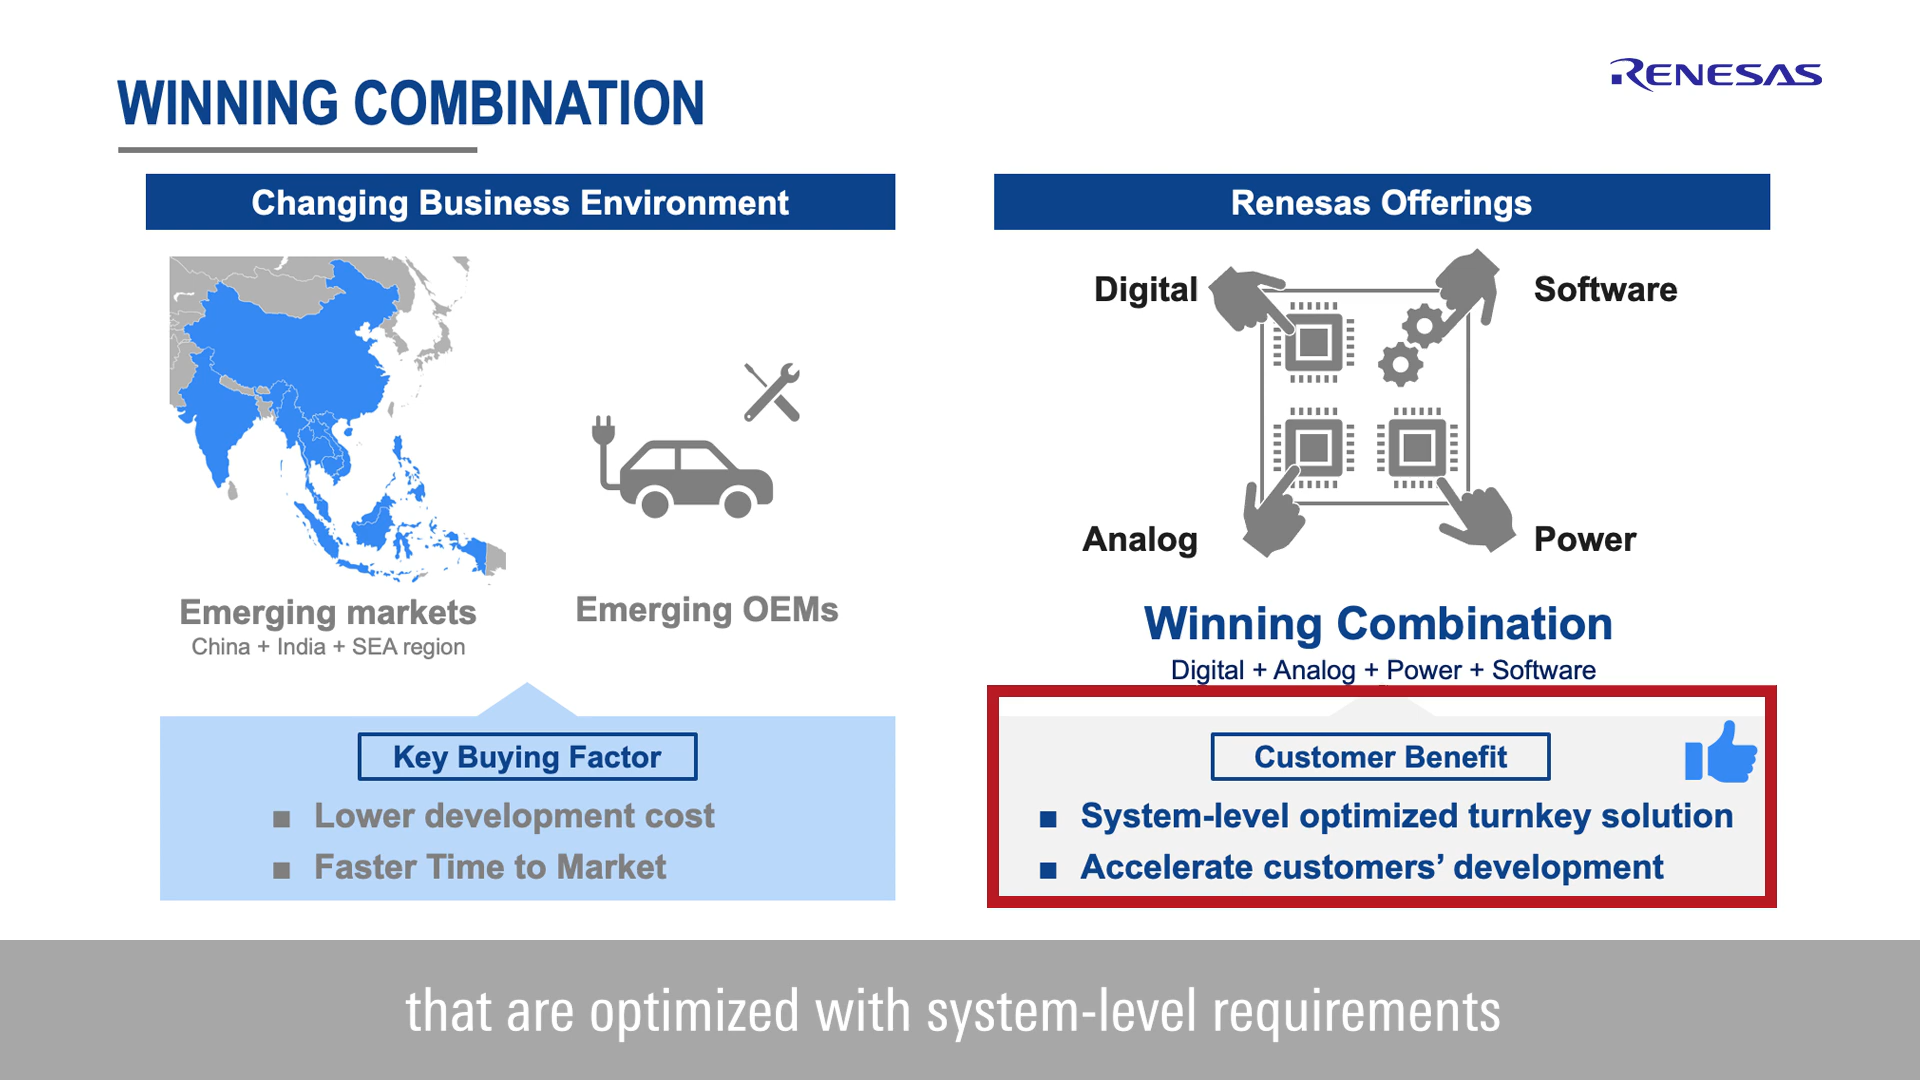 RENESAS
WINNING COMBINATION
Changing Business Environment
Emerging markets
China + India + SEA region
Emerging OEMs
Key Buying Factor
■ Lower development cost
■ Faster Time to Market
Renesas Offerings
Digital
Software
Analog
Power
Winning Combination
Digital + Analog + Power + Software
Customer Benefit
■ System-level optimized turnkey solution
■ Accelerate customers’ development
that are optimized with system-level requirements